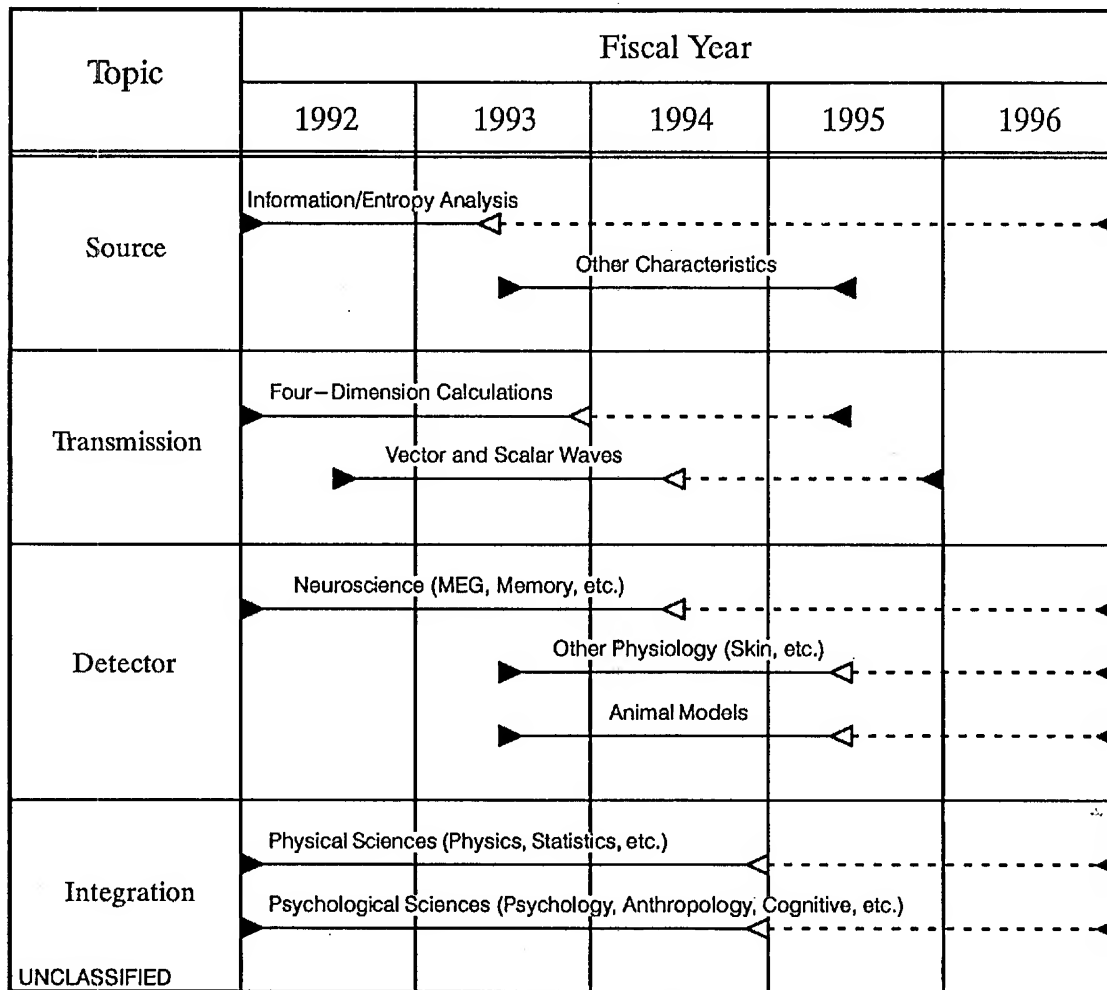 Topic
Fiscal Year
1992 1993 1994 1995 1996
Source
Information/Entropy Analysis
Other Characteristics
Transmission
Four–Dimension Calculations
Vector and Scalar Waves
Detector
Neuroscience (MEG, Memory, etc.)
Other Physiology (Skin, etc.)
Animal Models
Integration
Physical Sciences (Physics, Statistics, etc.)
Psychological Sciences (Psychology, Anthropology, Cognitive, etc.)
UNCLASSIFIED